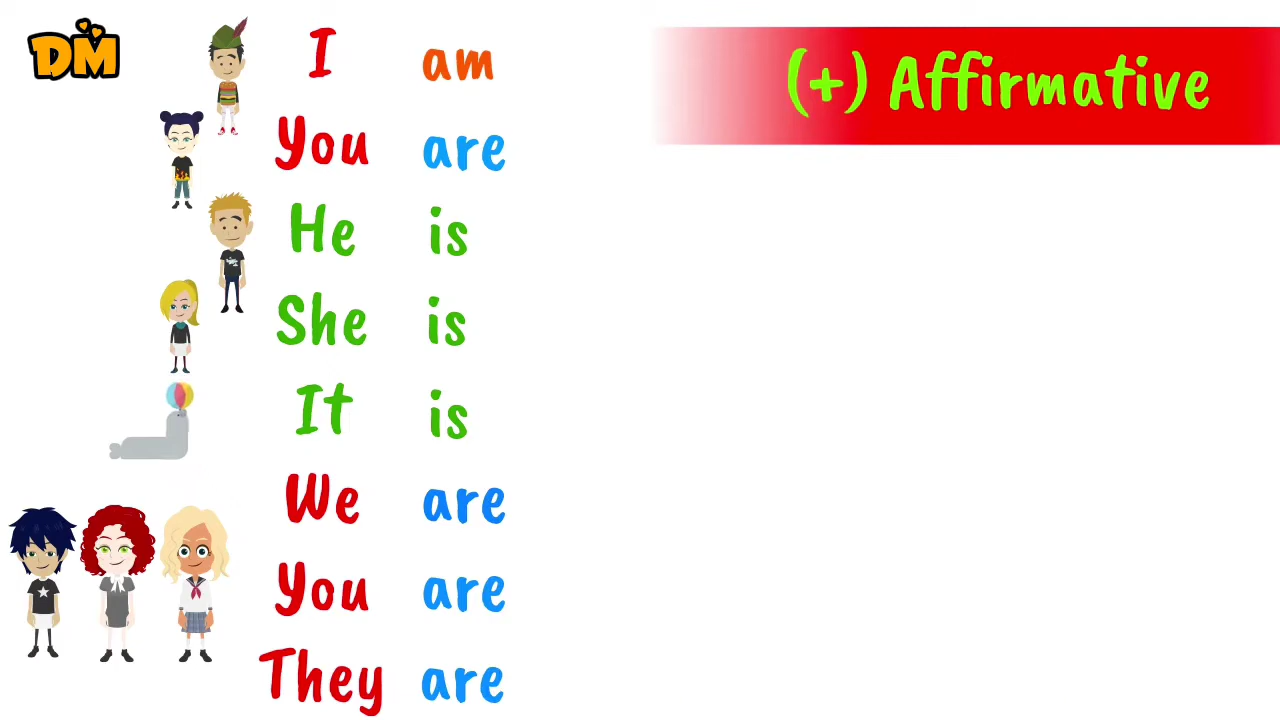 DM
(+) Affirmative
I am
You are
He is
She is
It is
We are
You are
They are